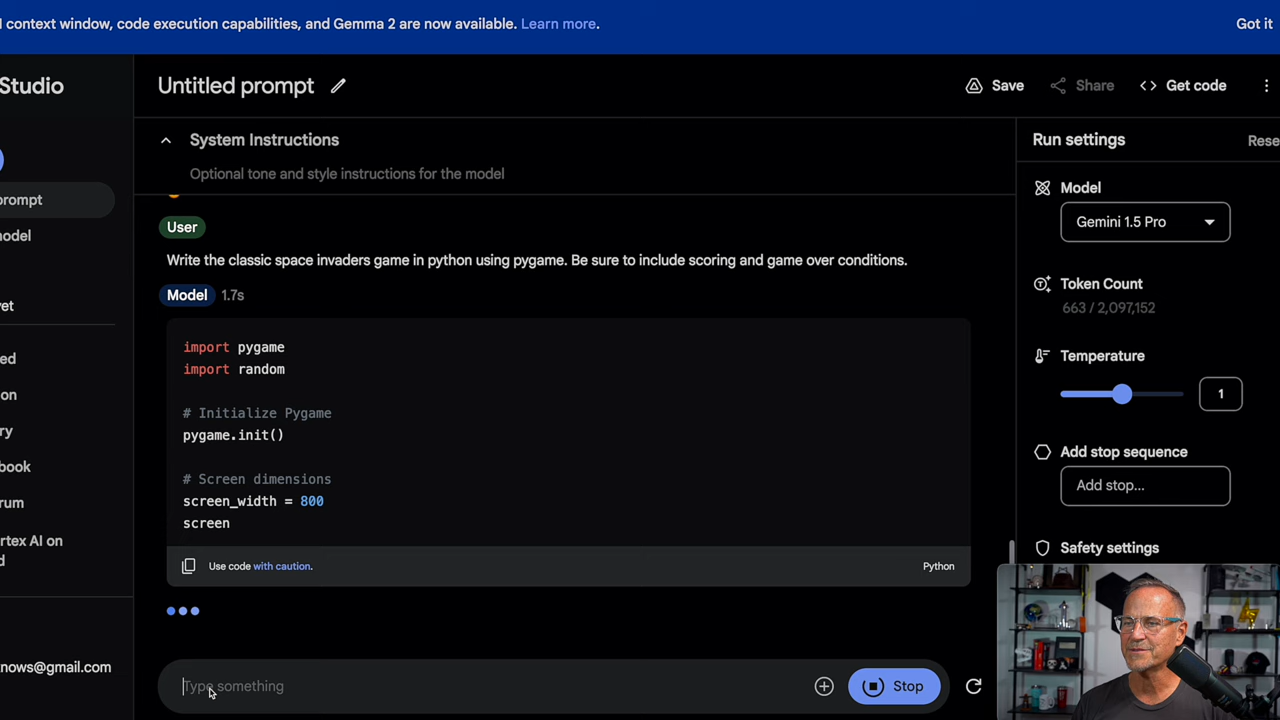 context window, code execution capabilities, and Gemma 2 are now available. Learn more.
Got it
Studio
Untitled prompt
Save
Share
Get code
System Instructions
Optional tone and style instructions for the model
Run settings
Rese
prompt
model
Model
Gemini 1.5 Pro
User
Write the classic space invaders game in python using pygame. Be sure to include scoring and game over conditions.
Model 1.7s
Token Count
663 / 2,097,152
import pygame
import random
# Initialize Pygame
pygame.init()
# Screen dimensions
screen_width = 800
screen
Temperature
1
Add stop sequence
Add stop...
Safety settings
Use code with caution.
Python
vet
ed
on
ry
book
rum
rtex AI on
d
nows@gmail.com
Type something
Stop